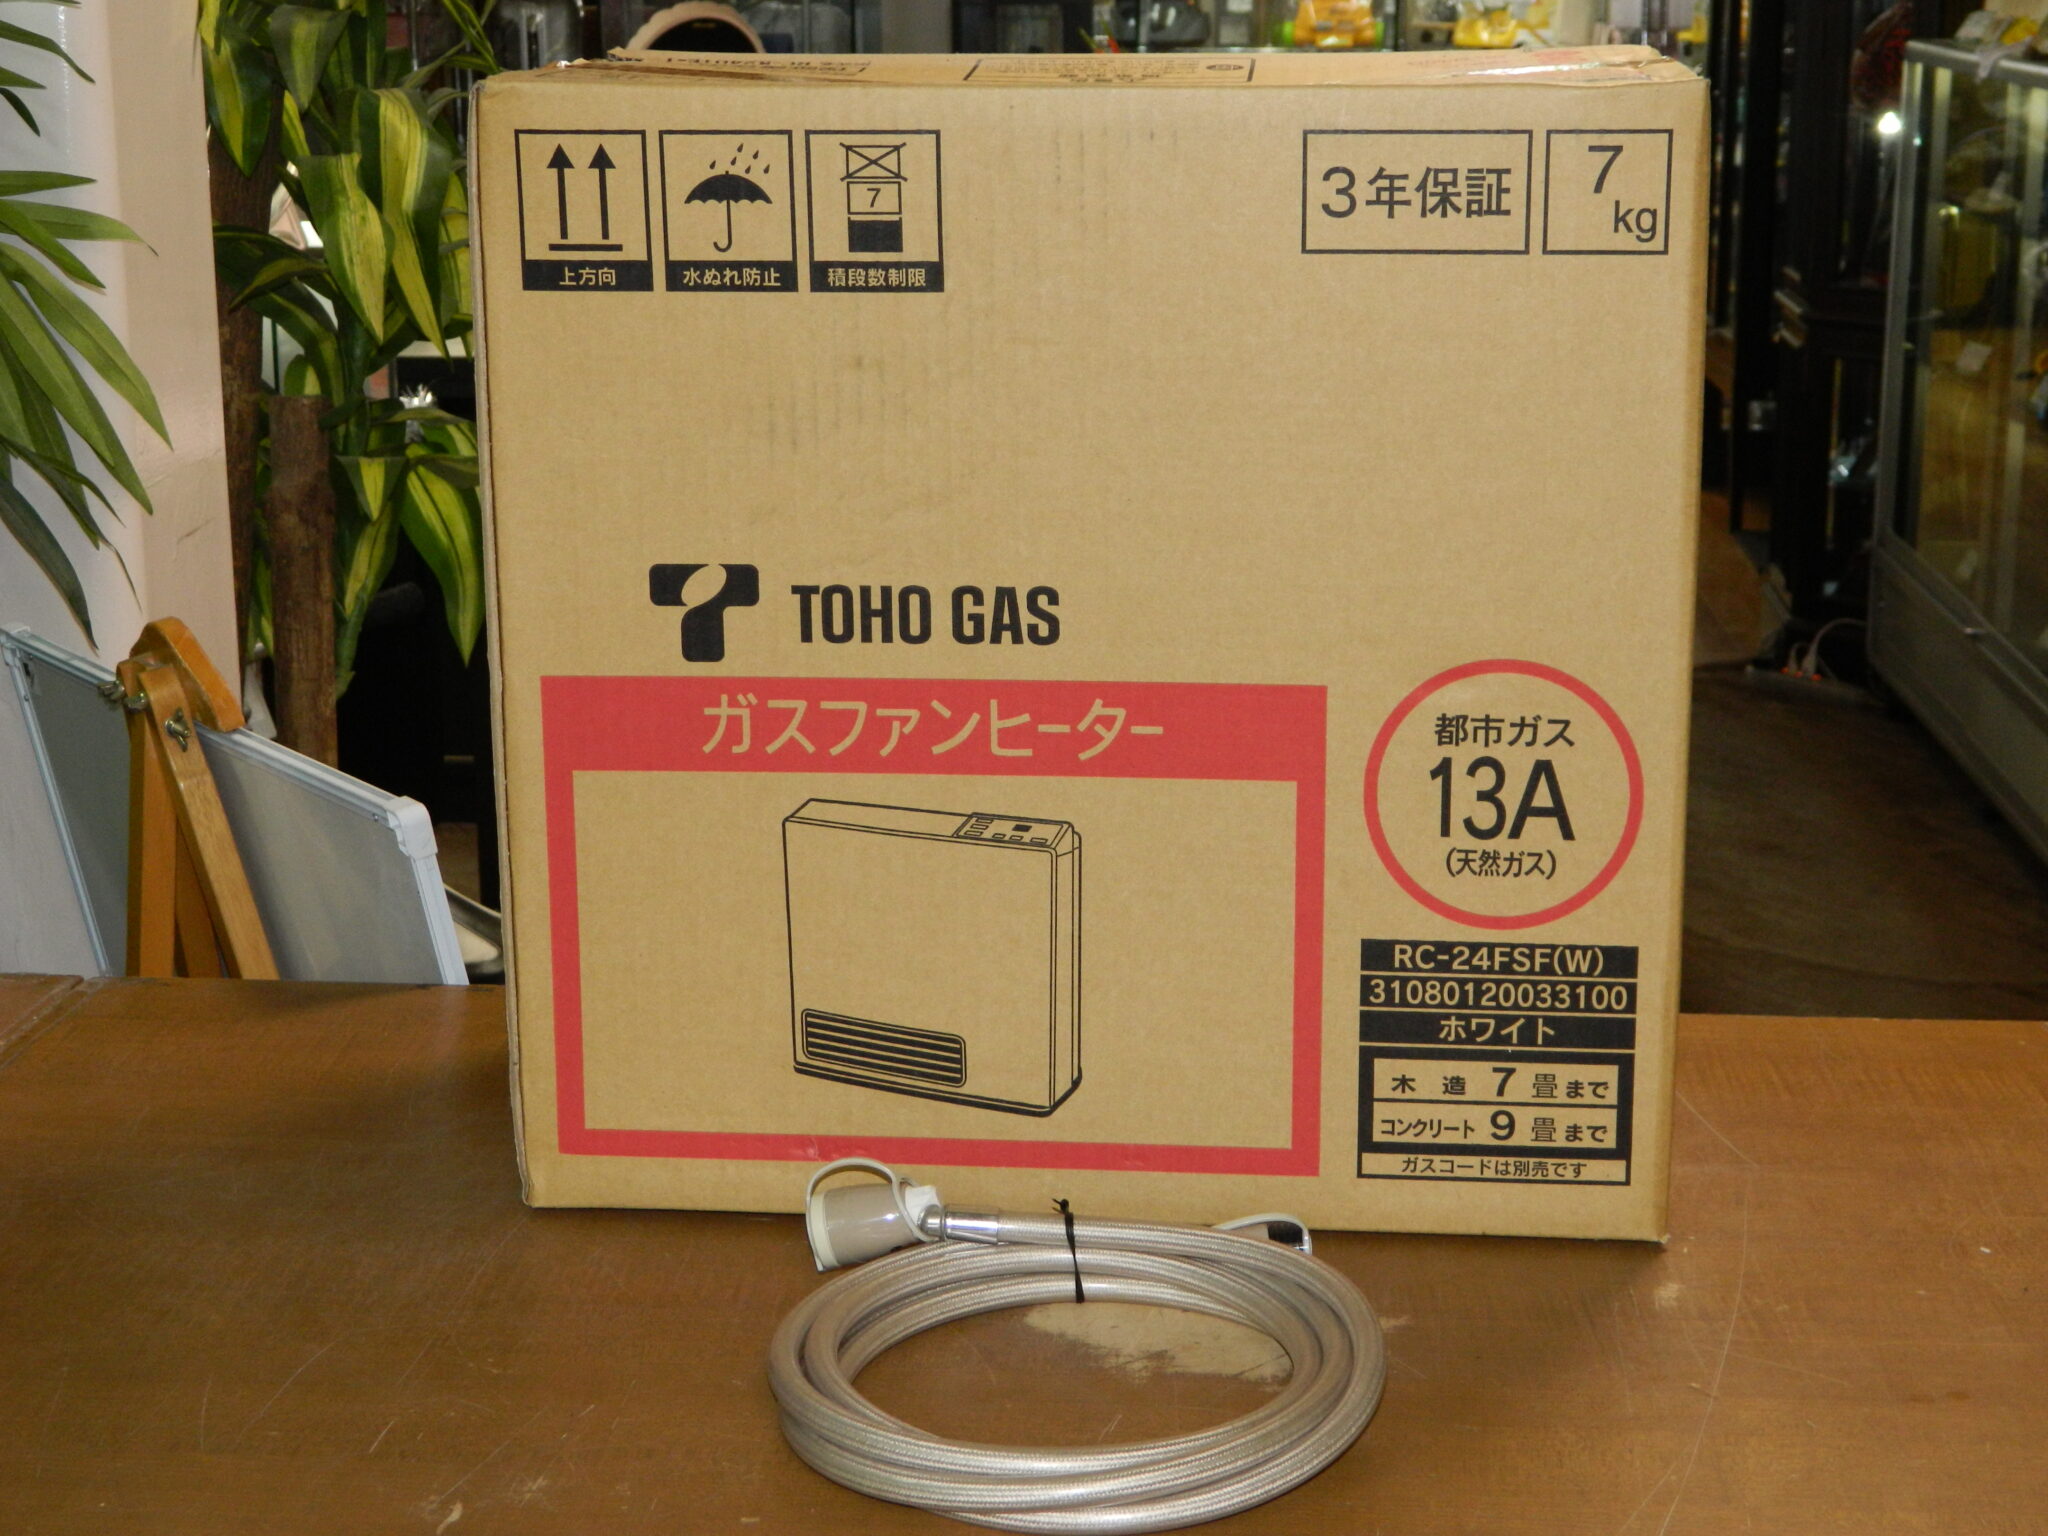 上方向
水ぬれ防止
7
積段数制限
3年保証
7
kg
TOHO GAS
ガスファンヒーター
都市ガス
13A
(天然ガス)
RC-24FSF(W)
31080120033100
ホワイト
木 造 7 畳まで
コンクリート 9 畳まで
ガスコードは別売です